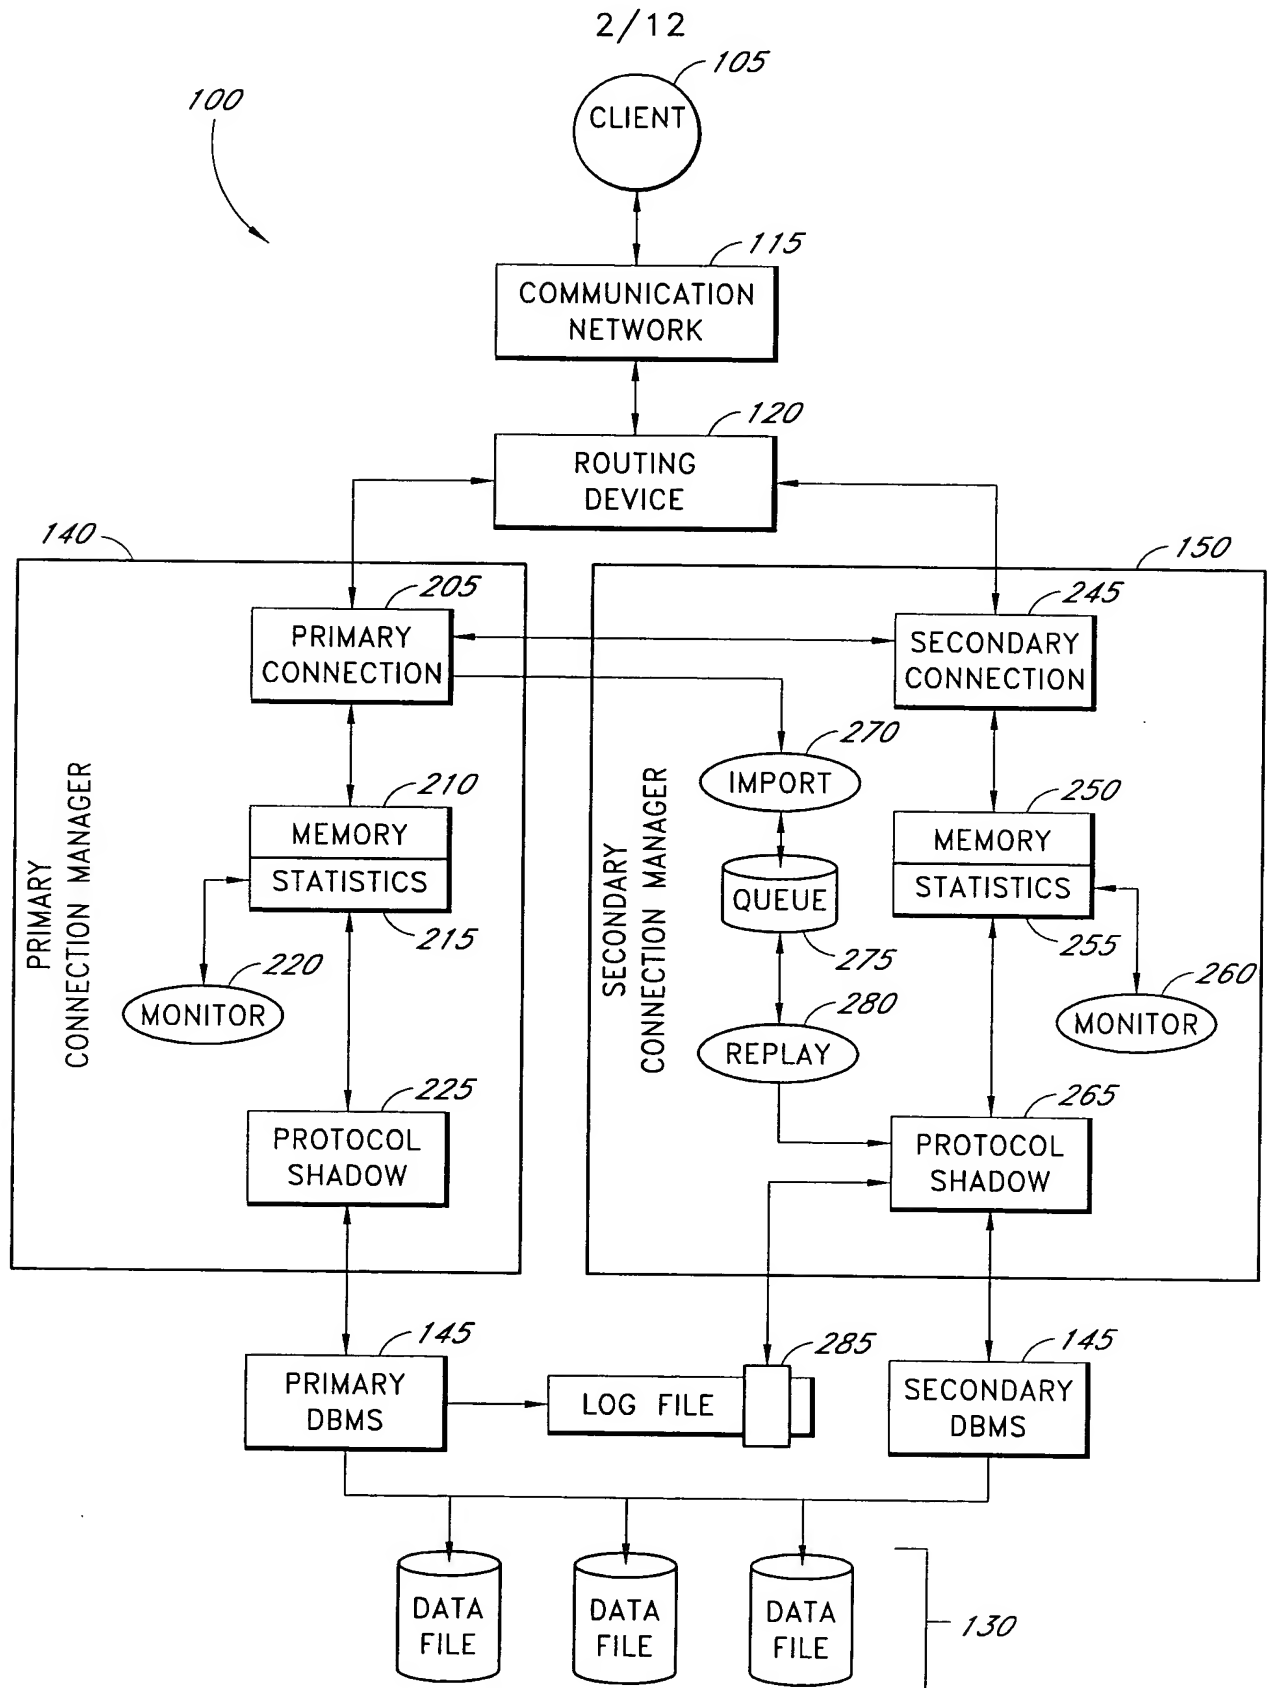 2/12
105
CLIENT
100
115
COMMUNICATION
NETWORK
120
ROUTING
DEVICE
140
150
205
PRIMARY
CONNECTION
245
SECONDARY
CONNECTION
PRIMARY
CONNECTION MANAGER
210
MEMORY
STATISTICS
215
220
MONITOR
225
PROTOCOL
SHADOW
SECONDARY
CONNECTION MANAGER
270
IMPORT
QUEUE
275
280
REPLAY
250
MEMORY
STATISTICS
255
260
MONITOR
265
PROTOCOL
SHADOW
145
PRIMARY
DBMS
LOG FILE
285
145
SECONDARY
DBMS
DATA
FILE
DATA
FILE
DATA
FILE
130